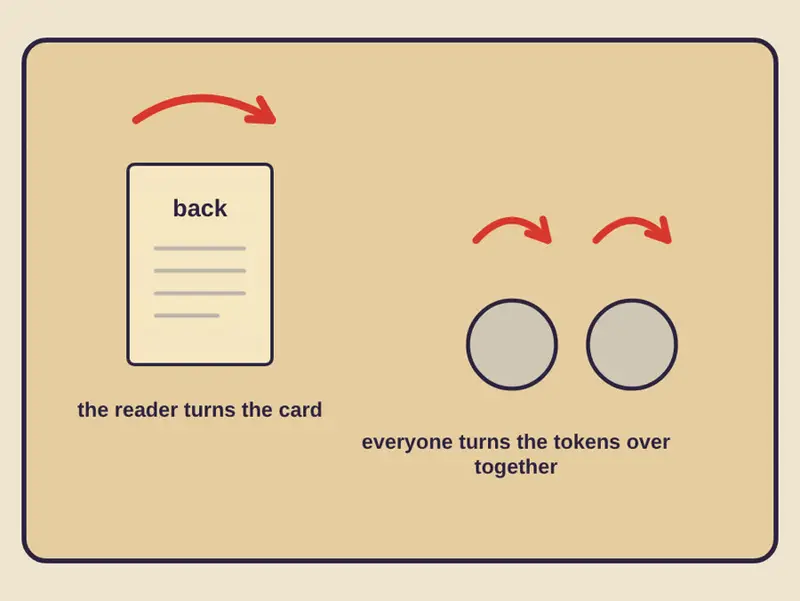 back
the reader turns the card
everyone turns the tokens over
together